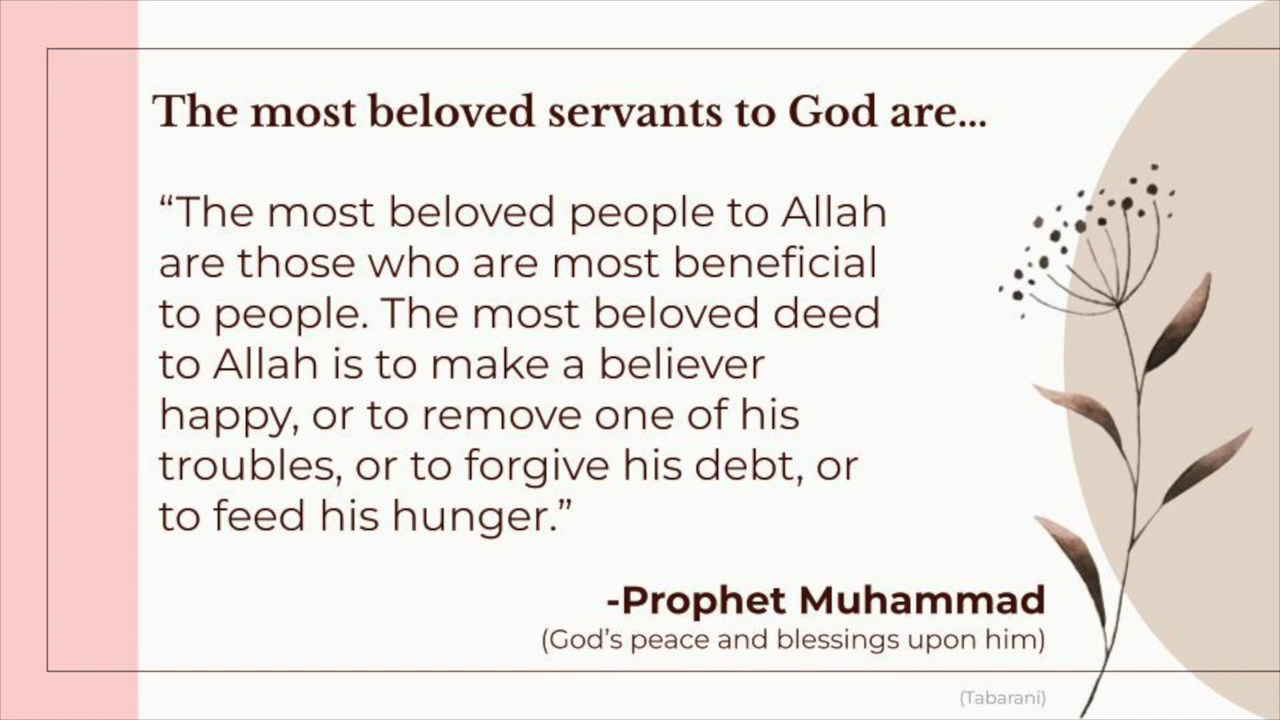 The most beloved servants to God are...
“The most beloved people to Allah
are those who are most beneficial
to people. The most beloved deed
to Allah is to make a believer
happy, or to remove one of his
troubles, or to forgive his debt, or
to feed his hunger.”
-Prophet Muhammad
(God’s peace and blessings upon him)
(Tabarani)